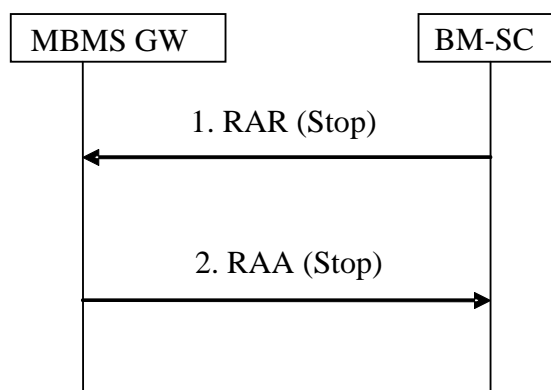 MBMS GW
BM-SC
1. RAR (Stop)
2. RAA (Stop)